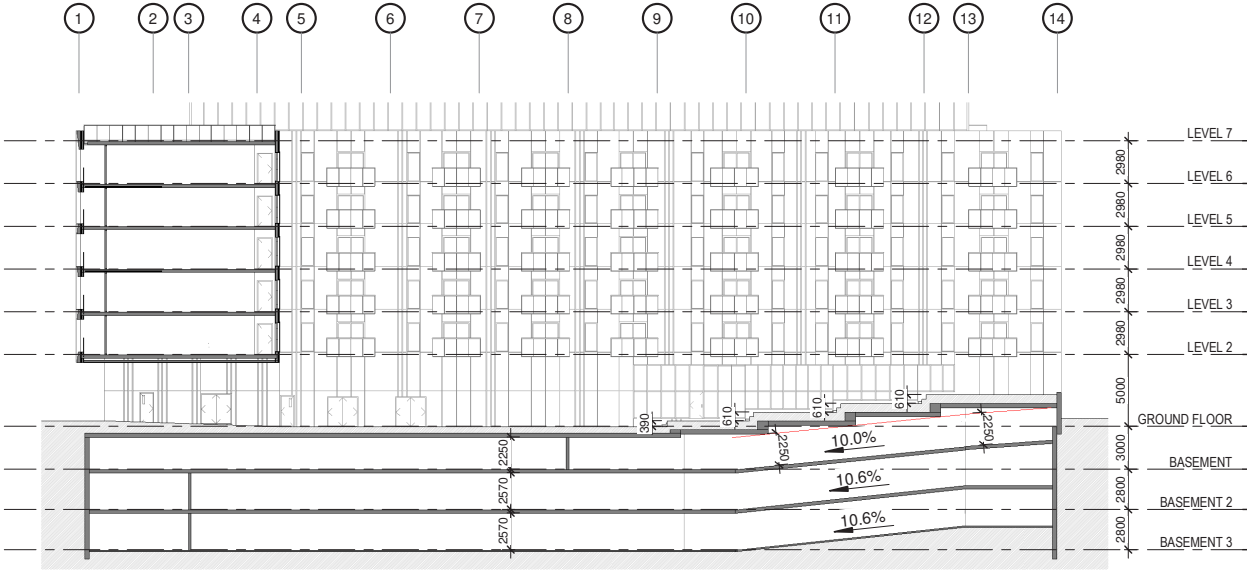 1 2 3 4 5 6 7 8 9 10 11 12 13 14
LEVEL 7
2980
LEVEL 6
2980
LEVEL 5
2980
LEVEL 4
2980
LEVEL 3
2980
LEVEL 2
5000
390 610 610 610
GROUND FLOOR
2250 2250 10.0% 2250 3000
BASEMENT
2570 10.6% 2800
BASEMENT 2
2570 10.6% 2800
BASEMENT 3